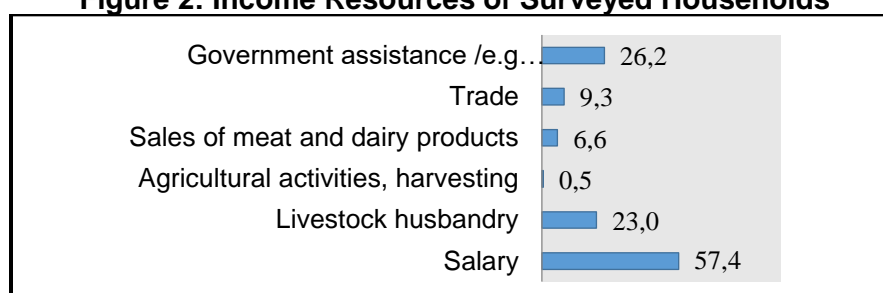 Figure 2. Income Resources of Surveyed Households
Government assistance /e.g… 26,2
Trade 9,3
Sales of meat and dairy products 6,6
Agricultural activities, harvesting 0,5
Livestock husbandry 23,0
Salary 57,4